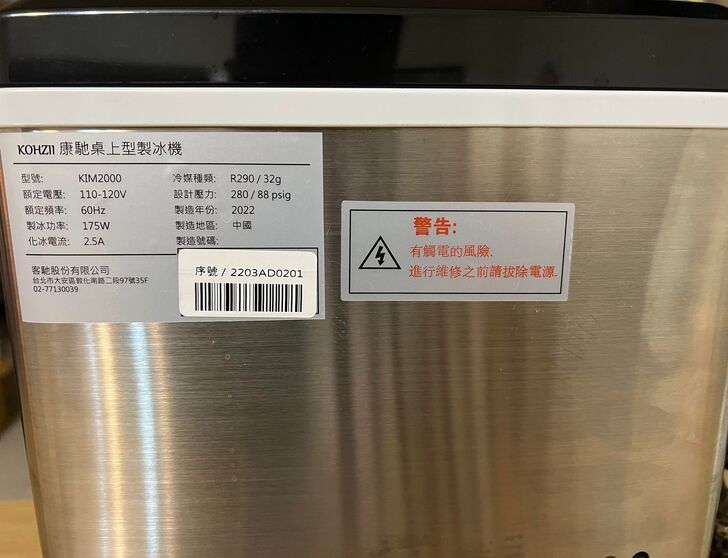 KOHZII 康馳桌上型製冰機
型號: KIM2000 冷媒種類: R290 / 32g
額定電壓: 110-120V 設計壓力: 280 / 88 psig
額定頻率: 60Hz 製造年份: 2022
製冰功率: 175W 製造地區: 中國
化冰電流: 2.5A 製造號碼:
客馳股份有限公司
台北市大安區敦化南路二段97號35F
02-77130039
序號 / 2203AD0201
警告:
有觸電的風險.
進行維修之前請拔除電源.